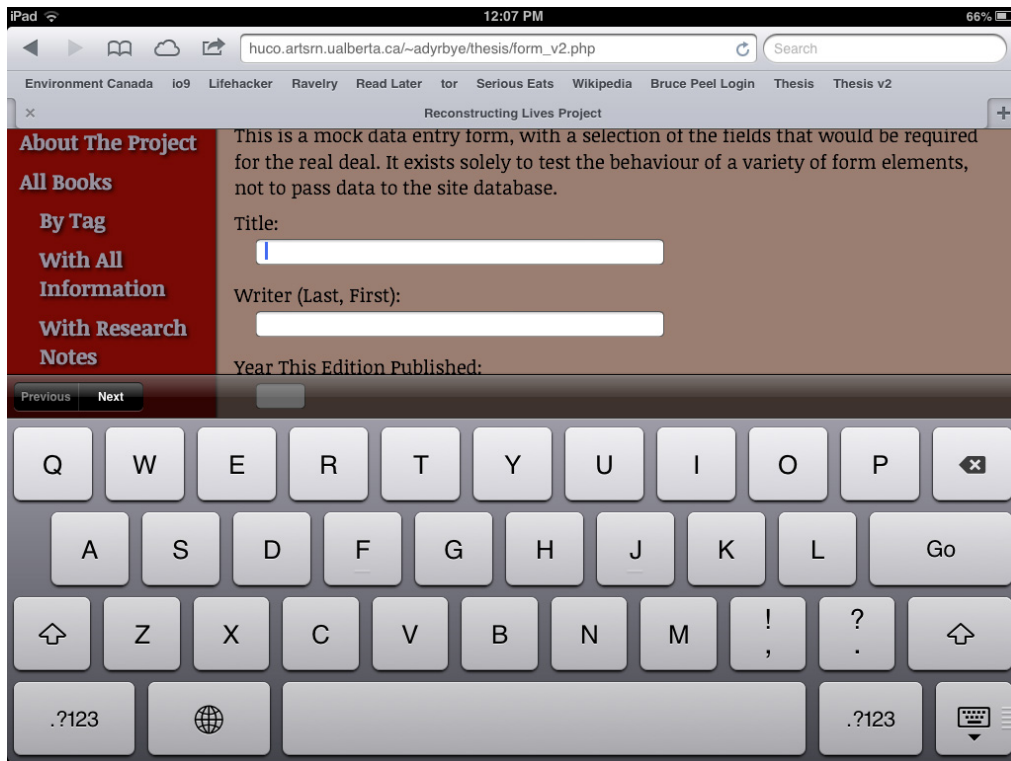 iPad 12:07 PM 66%
huco.artsrn.ualberta.ca/~adyrbye/thesis/form_v2.php Search
Environment Canada io9 Lifehacker Ravelry Read Later tor Serious Eats Wikipedia Bruce Peel Login Thesis Thesis v2
Reconstructing Lives Project
About The Project
All Books
By Tag
With All
Information
With Research
Notes
This is a mock data entry form, with a selection of the fields that would be required
for the real deal. It exists solely to test the behaviour of a variety of form elements,
not to pass data to the site database.
Title:
Writer (Last, First):
Year This Edition Published:
Previous Next
Q W E R T Y U I O P
A S D F G H J K L Go
Z X C V B N M ! , ? .
.?123 .?123